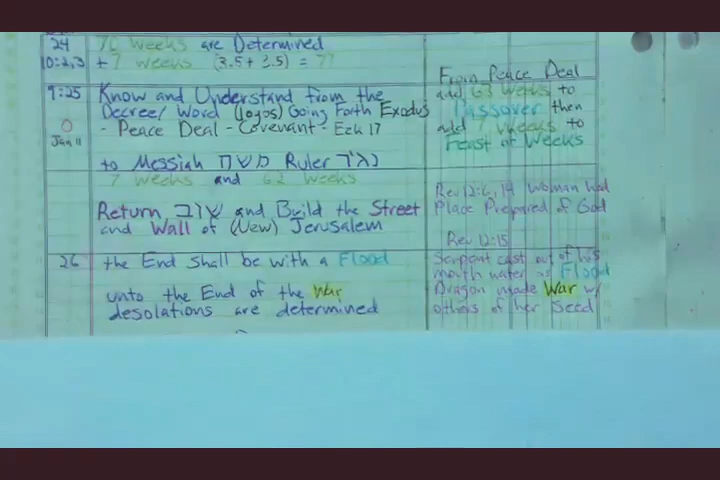 24 70 Weeks are Determined
10:2,3 + 7 weeks (3.5 + 3.5) = 77
9:25 Know and Understand from the
Decree/Word (Logos) Going Forth Exodus
0 - Peace Deal - Covenant - Ezk 17
Jan 11
to Messiah משח Ruler נגיד
7 weeks and 62 weeks
Return שוב and Build the Street
and Wall of (New) Jerusalem
26 the End shall be with a Flood
unto the End of the War
desolations are determined
From Peace Deal
add 63 weeks to
Passover then
add 7 weeks to
Feast of Weeks
Rev 12:6, 14 Woman had
Place Prepared of God
Rev 12:15
Serpent cast out of his
mouth water as Flood
Dragon made War w/
others of her seed